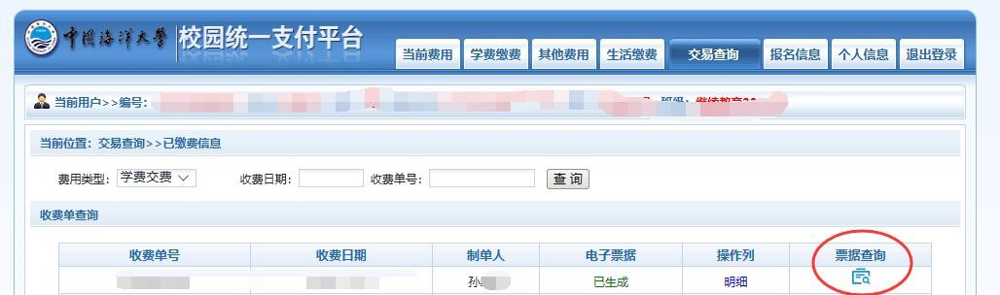 中国海洋大学 校园统一支付平台
当前费用 学费缴费 其他费用 生活缴费 交易查询 报名信息 个人信息 退出登录
当前用户>>编号：
班级：继续教育
当前位置：交易查询>>已缴费信息
费用类型：学费交费 收费日期： 收费单号： 查询
收费单查询
收费单号 收费日期 制单人 电子票据 操作列 票据查询
孙 已生成 明细